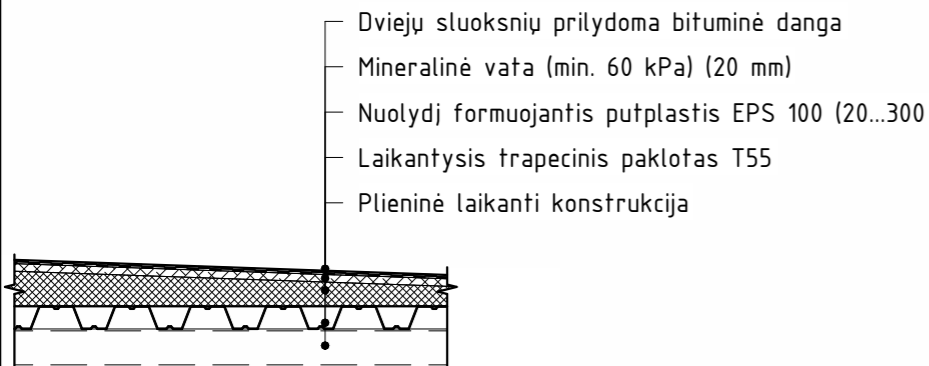 Dviejų sluoksnių prilydoma bituminė danga
Mineralinė vata (min. 60 kPa) (20 mm)
Nuolydį formuojantis putplastis EPS 100 (20...300
Laikantysis trapecinis paklotas T55
Plieninė laikanti konstrukcija